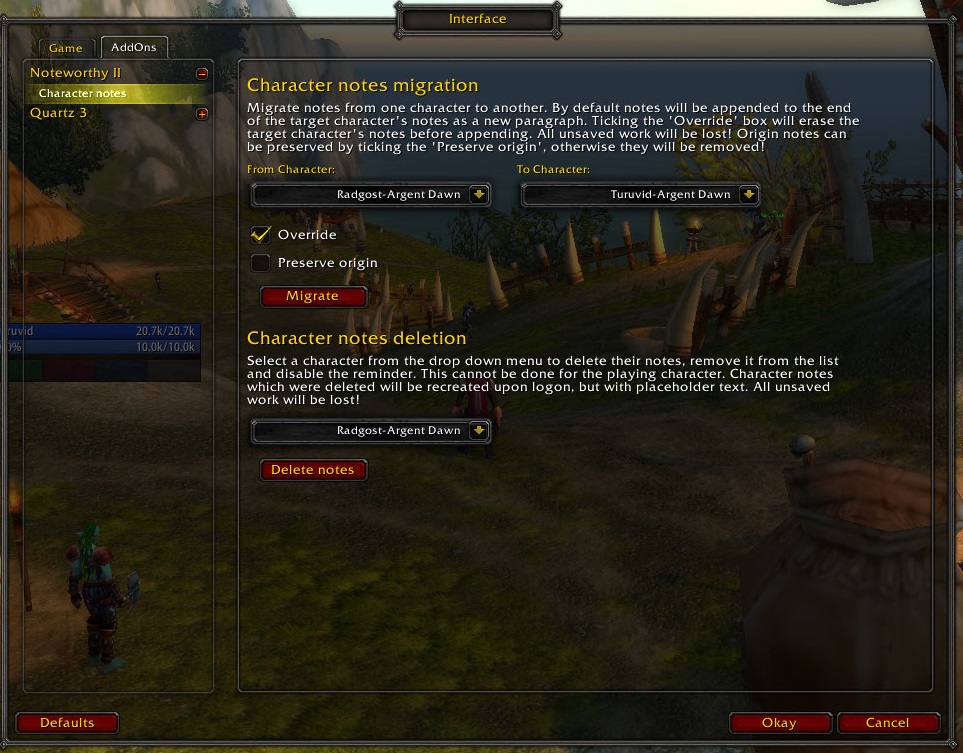 Interface
Game
AddOns
Noteworthy II
Character notes
Quartz 3
Character notes migration
Migrate notes from one character to another. By default notes will be appended to the end
of the target character's notes as a new paragraph. Ticking the 'Override' box will erase the
target character's notes before appending. All unsaved work will be lost! Origin notes can
be preserved by ticking the 'Preserve origin', otherwise they will be removed!
From Character:
To Character:
Radgost-Argent Dawn
Turuvid-Argent Dawn
Override
Preserve origin
Migrate
ruvid
20.7k/20.7k
0%
10.0k/10.0k
Character notes deletion
Select a character from the drop down menu to delete their notes, remove it from the list
and disable the reminder. This cannot be done for the playing character. Character notes
which were deleted will be recreated upon logon, but with placeholder text. All unsaved
work will be lost!
Radgost-Argent Dawn
Delete notes
Defaults
Okay
Cancel